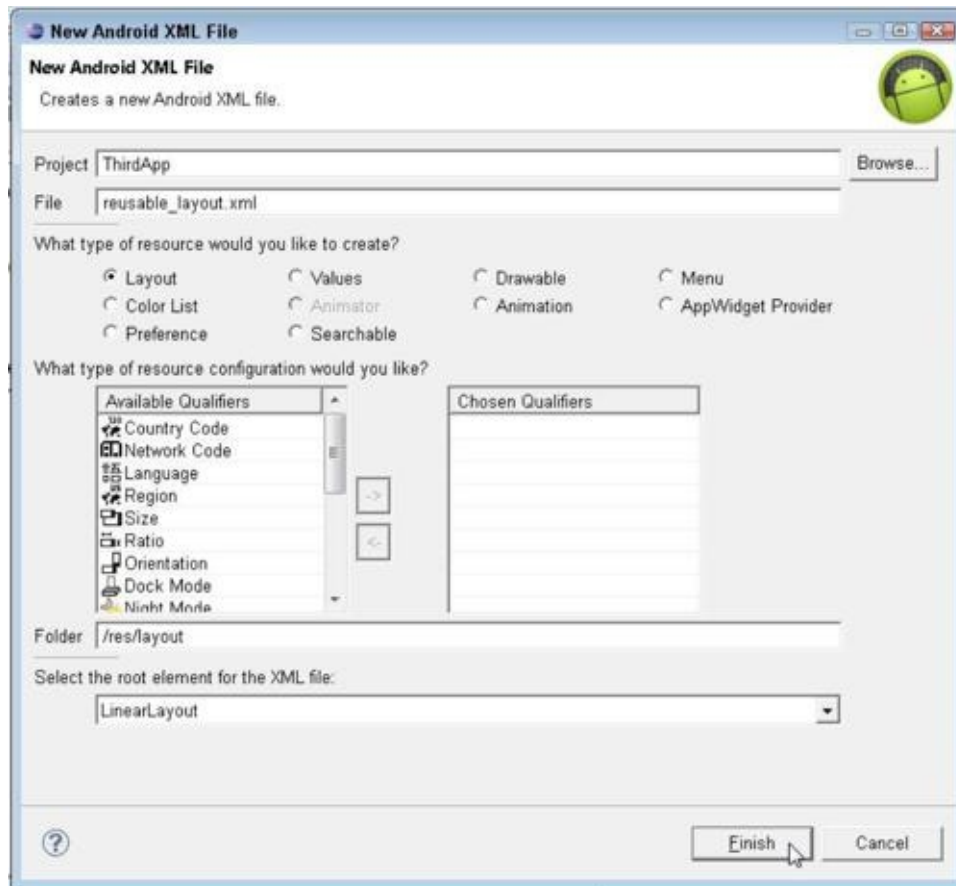 New Android XML File
New Android XML File
Creates a new Android XML file.
Project ThirdApp Browse...
File reusable_layout.xml
What type of resource would you like to create?
Layout Values Drawable Menu
Color List Animator Animation AppWidget Provider
Preference Searchable
What type of resource configuration would you like?
Available Qualifiers Chosen Qualifiers
Country Code
Network Code
Language
Region
Size
Ratio
Orientation
Dock Mode
Night Mode
-> 
<-
Folder /res/layout
Select the root element for the XML file:
LinearLayout
? Finish Cancel